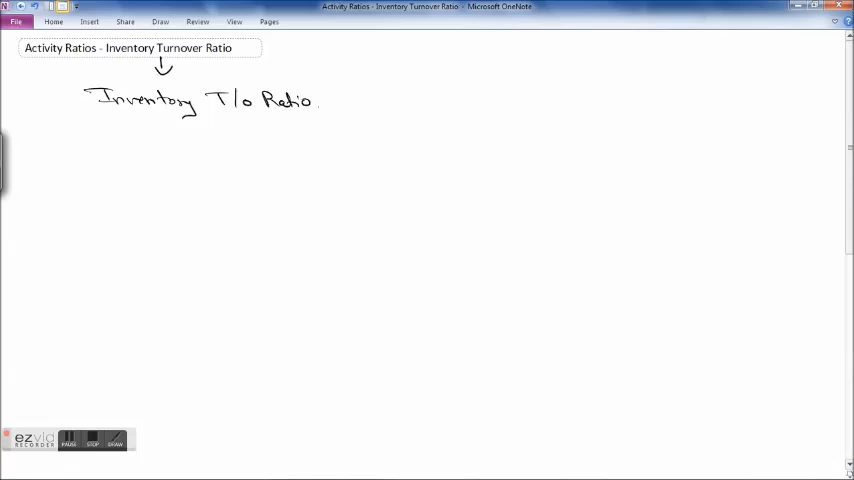 Activity Ratios - Inventory Turnover Ratio - Microsoft OneNote
File Home Insert Share Draw Review View Pages
Activity Ratios - Inventory Turnover Ratio
Inventory T/o Ratio.
ezvid
RECORDER
PAUSE STOP DRAW